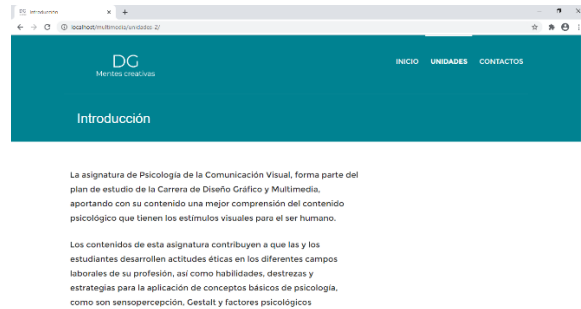 Introducción
localhost/multimedia/unidades-2/
DG
Mentes creativas
INICIO UNIDADES CONTACTOS
Introducción
La asignatura de Psicología de la Comunicación Visual, forma parte del
plan de estudio de la Carrera de Diseño Gráfico y Multimedia,
aportando con su contenido una mejor comprensión del contenido
psicológico que tienen los estímulos visuales para el ser humano.
Los contenidos de esta asignatura contribuyen a que las y los
estudiantes desarrollen actitudes éticas en los diferentes campos
laborales de su profesión, así como habilidades, destrezas y
estrategias para la aplicación de conceptos básicos de psicología,
como son sensopercepción, Gestalt y factores psicológicos